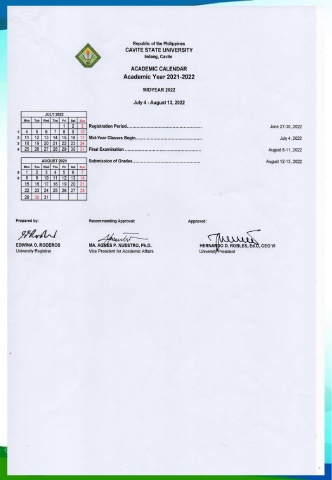 Republic of the Philippines
CAVITE STATE UNIVERSITY
Indang, Cavite
ACADEMIC CALENDAR
Academic Year 2021-2022
MIDYEAR 2022
July 4 - August 13, 2022
JULY 2022
Mon Tue Wed Thu Fri Sat Sun
1 2 3
1 4 5 6 7 8 9 10
2 11 12 13 14 15 16 17
3 18 19 20 21 22 23 24
4 25 26 27 28 29 30 31
AUGUST 2021
Mon Tue Wed Thu Fri Sat Sun
5 1 2 3 4 5 6 7
6 8 9 10 11 12 13 14
15 16 17 18 19 20 21
22 23 24 25 26 27 28
29 30 31
Registration Period.......... June 27-30, 2022
Mid-Year Classes Begin.......... July 4, 2022
Final Examination .......... August 8-11, 2022
Submission of Grades.......... August 12-13, 2022
Prepared by: Recommending Approval: Approved:
EDWINA O. RODEROS MA. AGNES P. NUESTRO, Ph.D. HERNANDO D. ROBLES, Ed.D, CEO VI
University Registrar Vice President for Academic Affairs University President